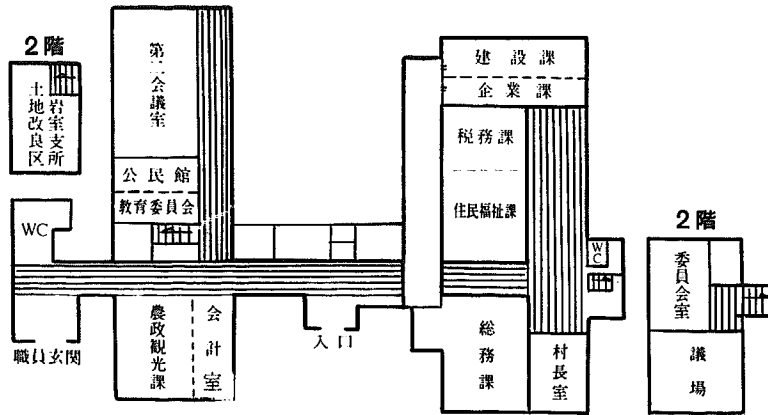 2階
岩室支所
土地改良区
WC
職員玄関
第二会議室
公民館
教育委員会
農政観光課
会計室
入口
建設課
企業課
税務課
住民福祉課
WC
総務課
村長室
2階
委員会室
議場